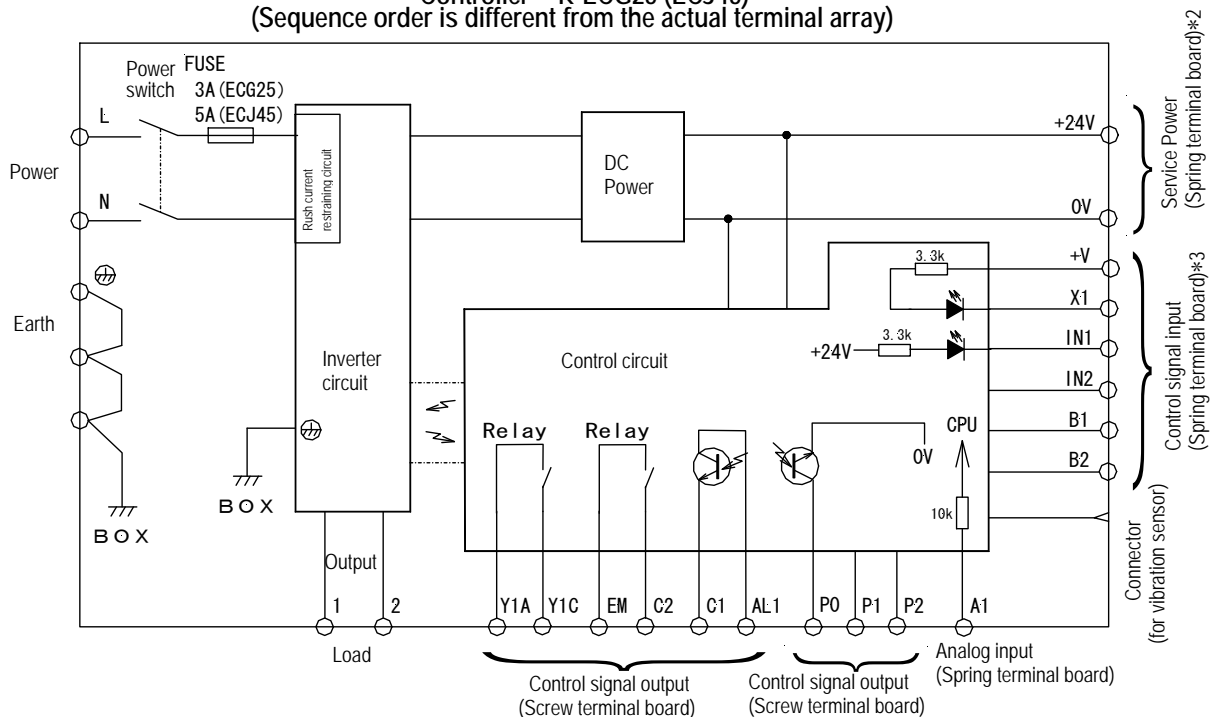 (Sequence order is different from the actual terminal array)
Power switch
FUSE
3A (ECG25)
5A (ECJ45)
L
Power
N
Earth
Rush current restraining circuit
Inverter circuit
BOX
BOX
DC Power
Control circuit
+24V
0V
Service Power
(Spring terminal board)*2
3.3k
+V
X1
3.3k
+24V
IN1
IN2
B1
B2
Control signal input
(Spring terminal board)*3
CPU
10k
0V
Relay
Relay
Connector
(for vibration sensor)
Output
1
2
Y1A
Y1C
EM
C2
C1
AL1
P0
P1
P2
A1
Load
Control signal output
(Screw terminal board)
Control signal output
(Screw terminal board)
Analog input
(Spring terminal board)